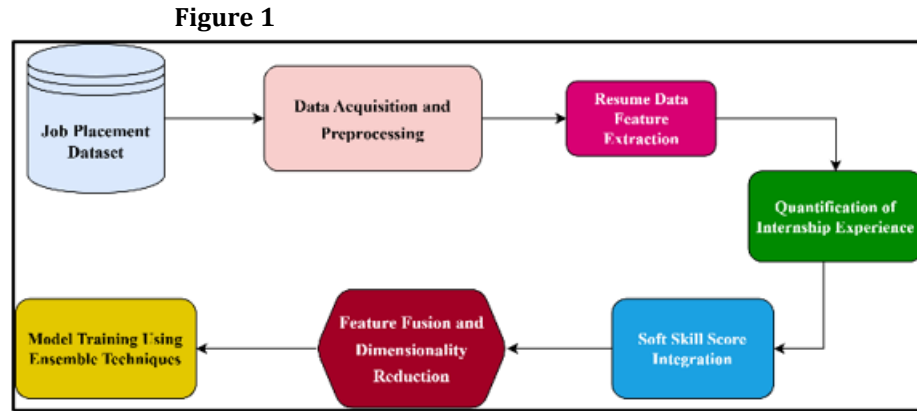 Figure 1
Job Placement
Dataset
Data Acquisition and
Preprocessing
Resume Data
Feature
Extraction
Quantification of
Internship Experience
Soft Skill Score
Integration
Feature Fusion and
Dimensionality
Reduction
Model Training Using
Ensemble Techniques